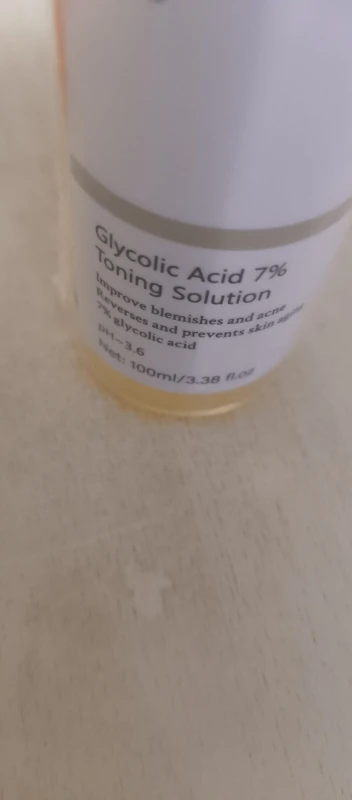 Glycolic Acid 7%
Toning Solution
Improve blemishes and acne
Reverses and prevents skin aging
7% glycolic acid
pH~3.6
Net: 100ml/3.38 fl.oz